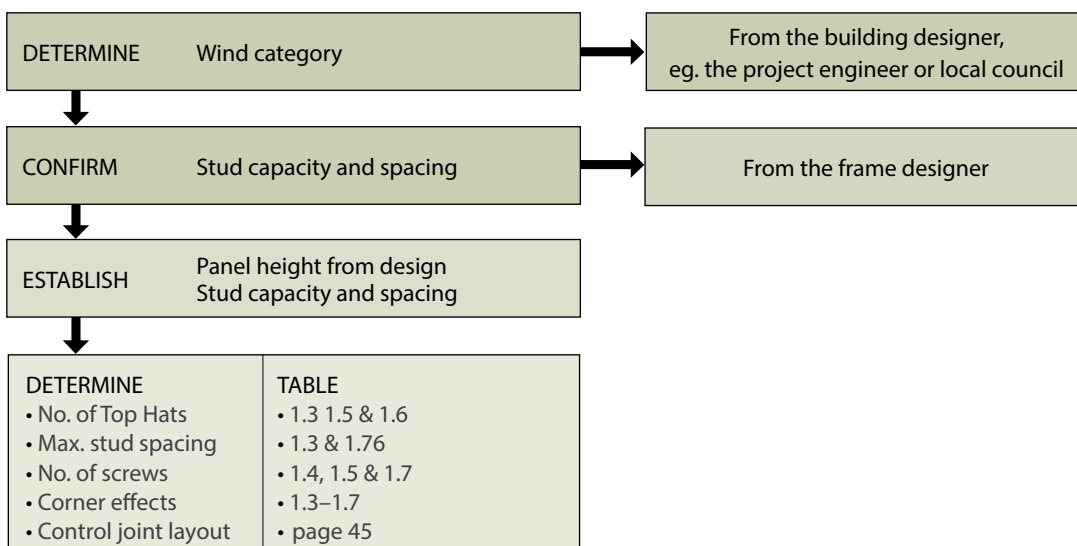 DETERMINE Wind category
From the building designer,
eg. the project engineer or local council
CONFIRM Stud capacity and spacing
From the frame designer
ESTABLISH
Panel height from design
Stud capacity and spacing
DETERMINE TABLE
• No. of Top Hats • 1.3 1.5 & 1.6
• Max. stud spacing • 1.3 & 1.76
• No. of screws • 1.4, 1.5 & 1.7
• Corner effects • 1.3–1.7
• Control joint layout • page 45